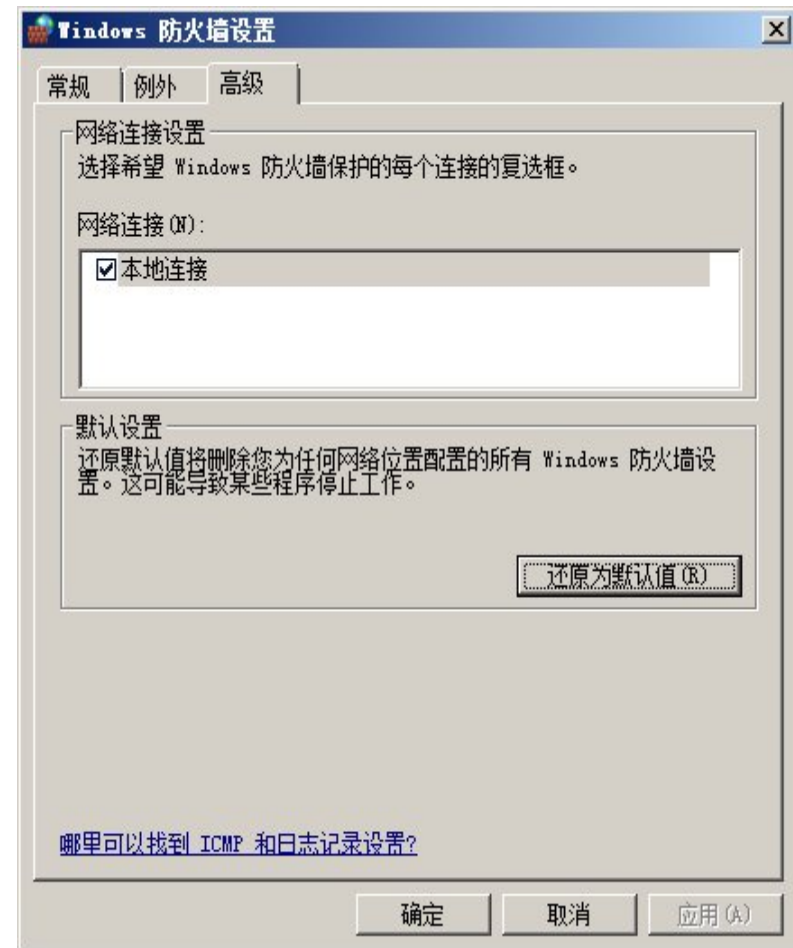 Windows 防火墙设置
常规
例外
高级
网络连接设置
选择希望 Windows 防火墙保护的每个连接的复选框。
网络连接(N):
本地连接
默认设置
还原默认值将删除您为任何网络位置配置的所有 Windows 防火墙设
置。这可能导致某些程序停止工作。
还原为默认值(R)
哪里可以找到 ICMP 和日志记录设置?
确定
取消
应用(A)